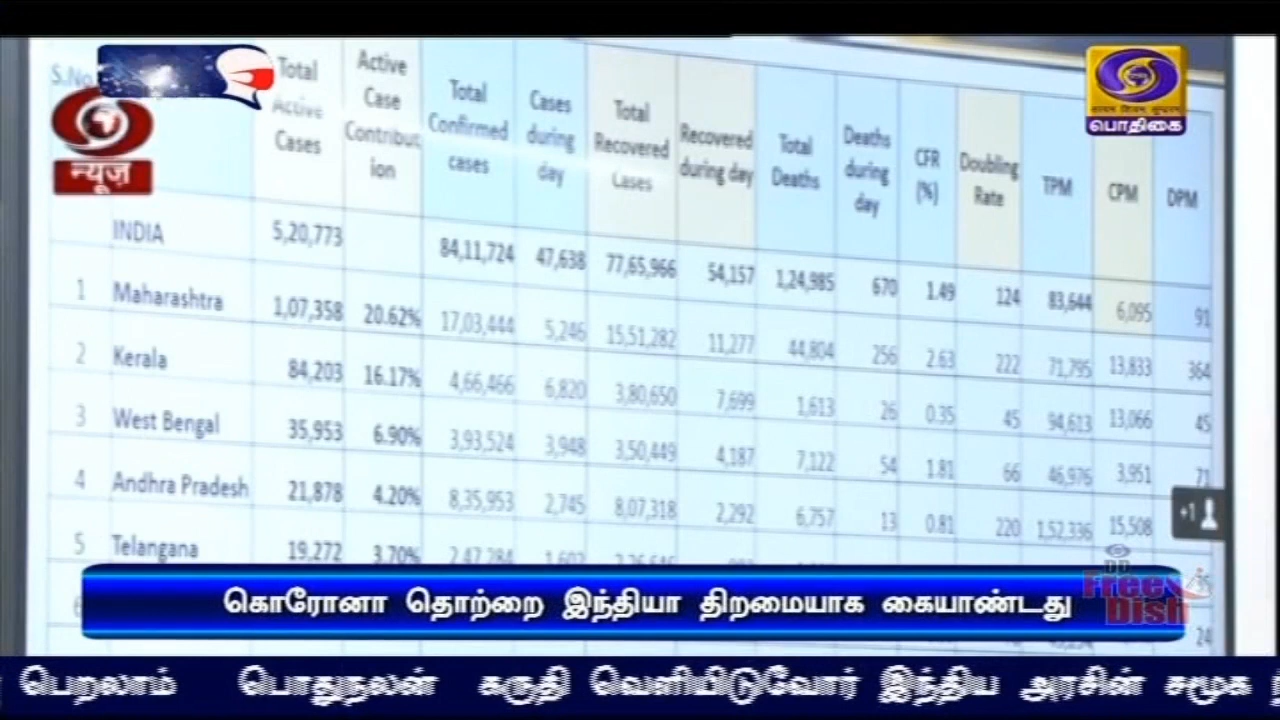 S.No
Total Active Cases
Active Case Contribut ion
Total Confirmed cases
Cases during day
Total Recovered Cases
Recovered during day
Total Deaths
Deaths during day
CFR (%)
Doubling Rate
TPM
CPM
DPM
न्यूज़
பொதிகை
INDIA 5,20,773 84,11,724 47,638 77,65,966 54,157 1,24,985 670 1.49 124 83,644 6,095 91
1 Maharashtra 1,07,358 20.62% 17,03,444 5,246 15,51,282 11,277 44,804 256 2.63 222 71,795 13,833 364
2 Kerala 84,203 16.17% 4,66,466 6,820 3,80,650 7,699 1,613 26 0.35 45 94,613 13,066 45
3 West Bengal 35,953 6.90% 3,93,524 3,948 3,50,449 4,187 7,122 54 1.81 66 46,976 3,951 71
4 Andhra Pradesh 21,878 4.20% 8,35,953 2,745 8,07,318 2,292 6,757 13 0.81 220 1,52,336 15,508
+1
5 Telangana 19,272 3.70% 2,47,284
DD
Free
Dish
கொரோனா தொற்றை இந்தியா திறமையாக கையாண்டது
24
பெறலாம் பொதுநலன் கருதி வெளியிடுவோர் இந்திய அரசின் சமூக